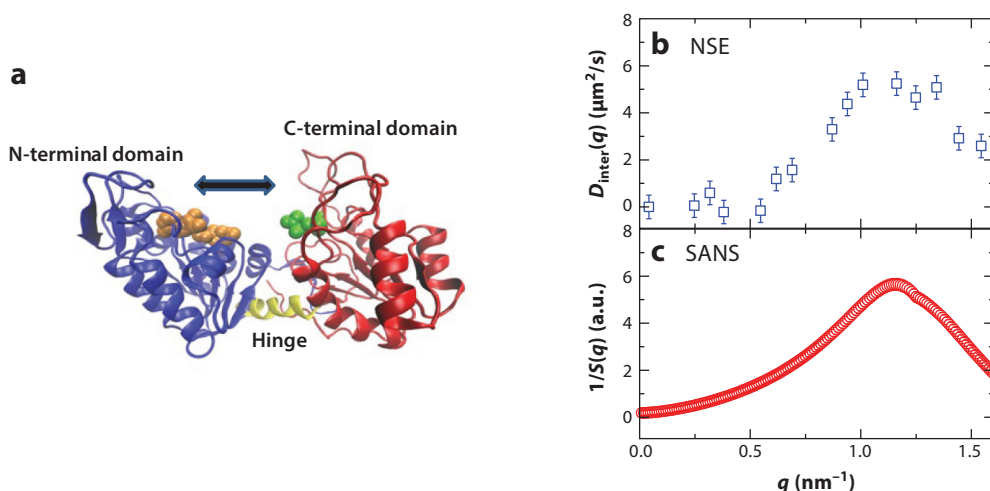 a
N-terminal domain
C-terminal domain
Hinge
b NSE
D_inter(q) (μm²/s)
8
6
4
2
0
c SANS
1/S(q) (a.u.)
8
6
4
2
0
0.0 0.5 1.0 1.5
q (nm⁻¹)